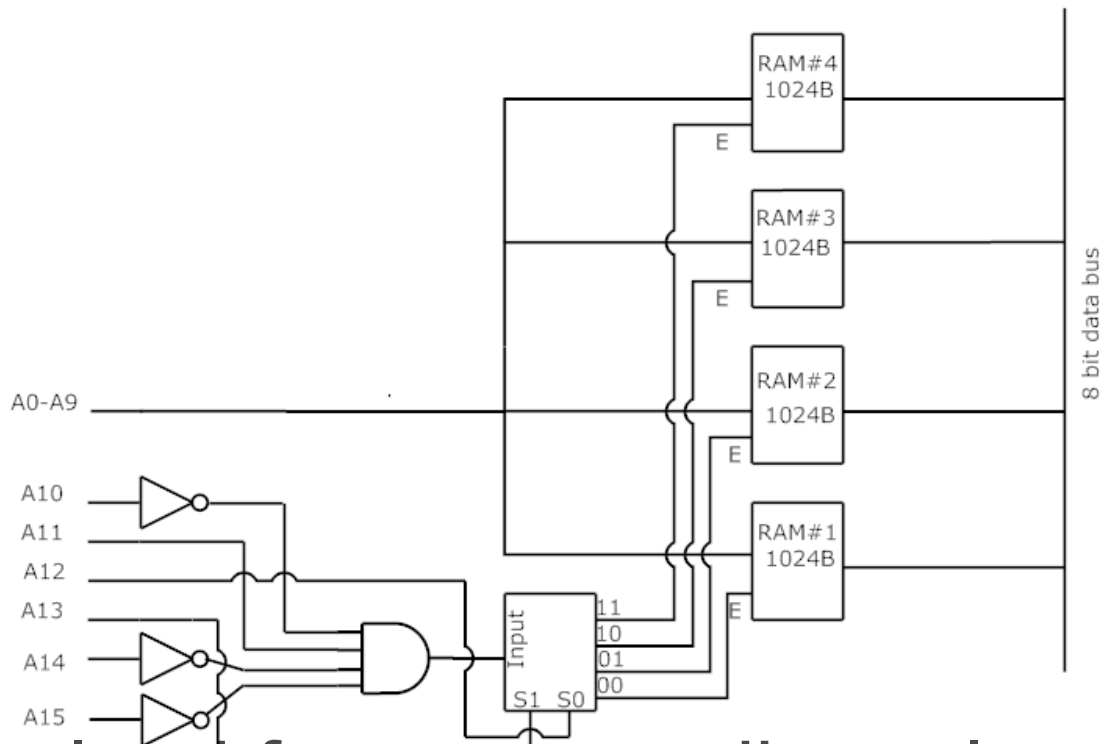 RAM#4
1024B
E
RAM#3
1024B
E
8 bit data bus
RAM#2
1024B
E
A0-A9
A10
A11
A12
A13
A14
A15
RAM#1
1024B
E
Input
11
10
01
00
S1
S0